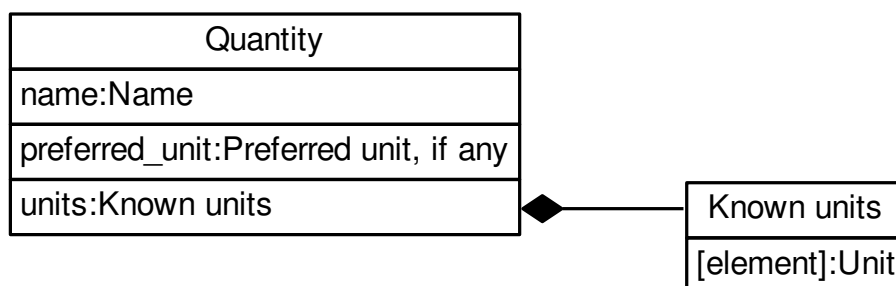 Quantity
name:Name
preferred_unit:Preferred unit, if any
units:Known units
Known units
[element]:Unit